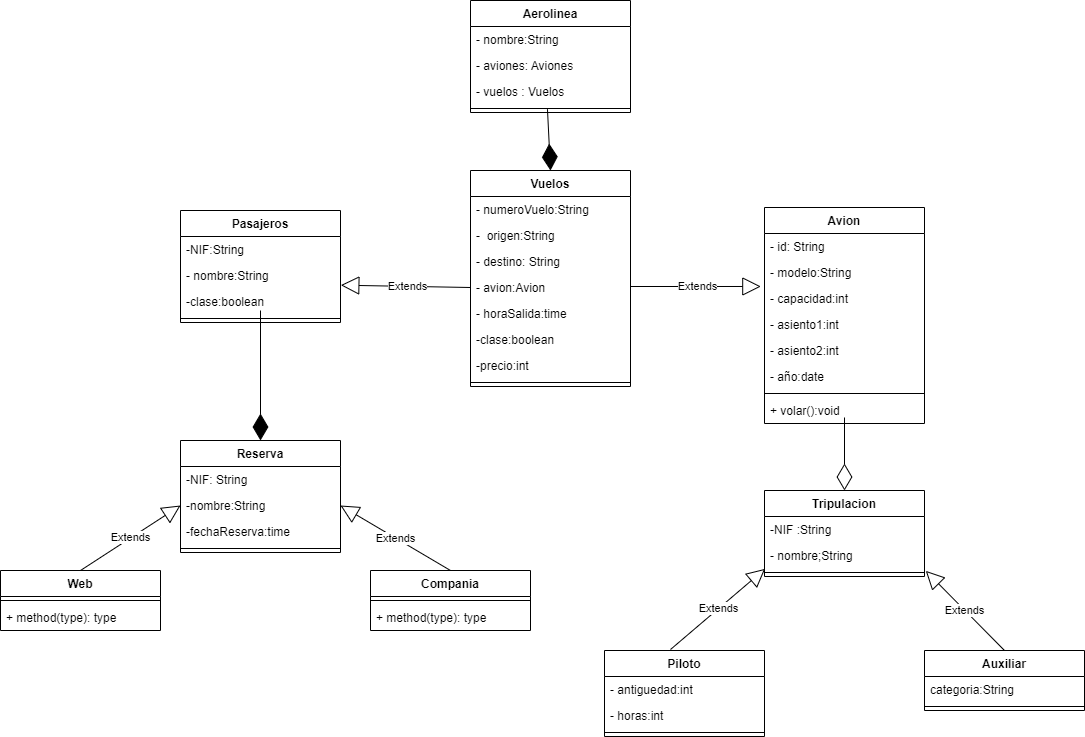 Aerolinea
- nombre:String
- aviones: Aviones
- vuelos : Vuelos
Vuelos
- numeroVuelo:String
-  origen:String
- destino: String
- avion:Avion
- horaSalida:time
-clase:boolean
-precio:int
Pasajeros
-NIF:String
- nombre:String
-clase:boolean
Extends
Extends
Avion
- id: String
- modelo:String
- capacidad:int
- asiento1:int
- asiento2:int
- año:date
+ volar():void
Reserva
-NIF: String
-nombre:String
-fechaReserva:time
Extends
Extends
Web
+ method(type): type
Compania
+ method(type): type
Tripulacion
-NIF :String
- nombre;String
Extends
Extends
Piloto
- antiguedad:int
- horas:int
Auxiliar
categoria:String